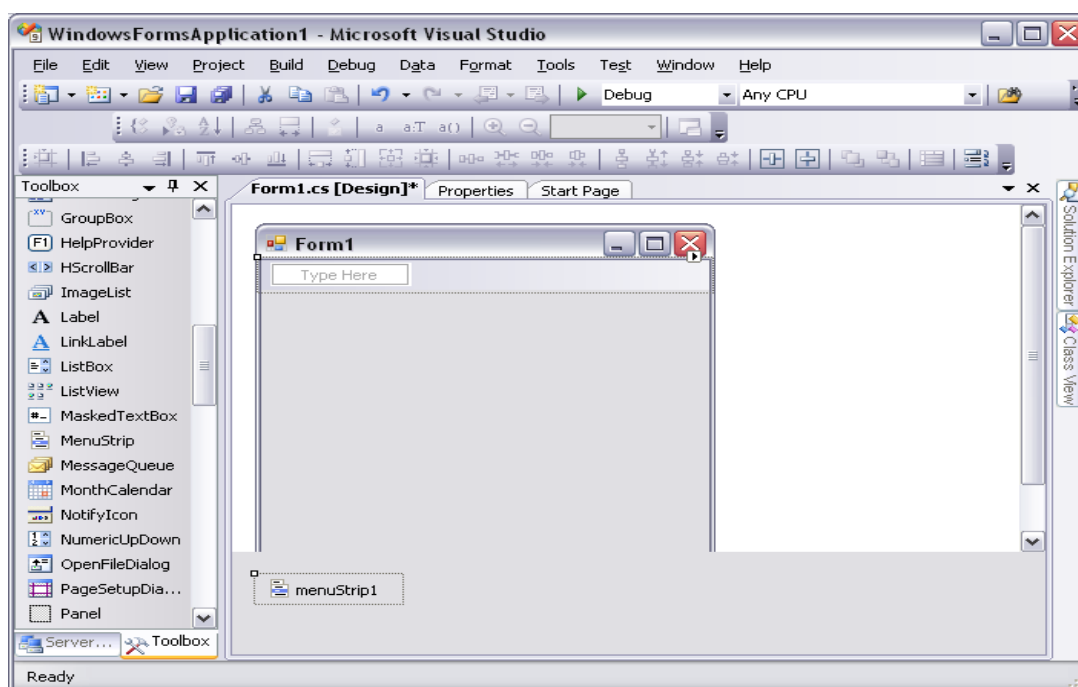 WindowsFormsApplication1 - Microsoft Visual Studio
File Edit View Project Build Debug Data Format Tools Test Window Help
Debug Any CPU
a a:T a()
Toolbox
Form1.cs [Design]* Properties Start Page
GroupBox
HelpProvider
HScrollBar
ImageList
Label
LinkLabel
ListBox
ListView
MaskedTextBox
MenuStrip
MessageQueue
MonthCalendar
NotifyIcon
NumericUpDown
OpenFileDialog
PageSetupDia...
Panel
Server... Toolbox
Form1
Type Here
menuStrip1
Solution Explorer
Class View
Ready